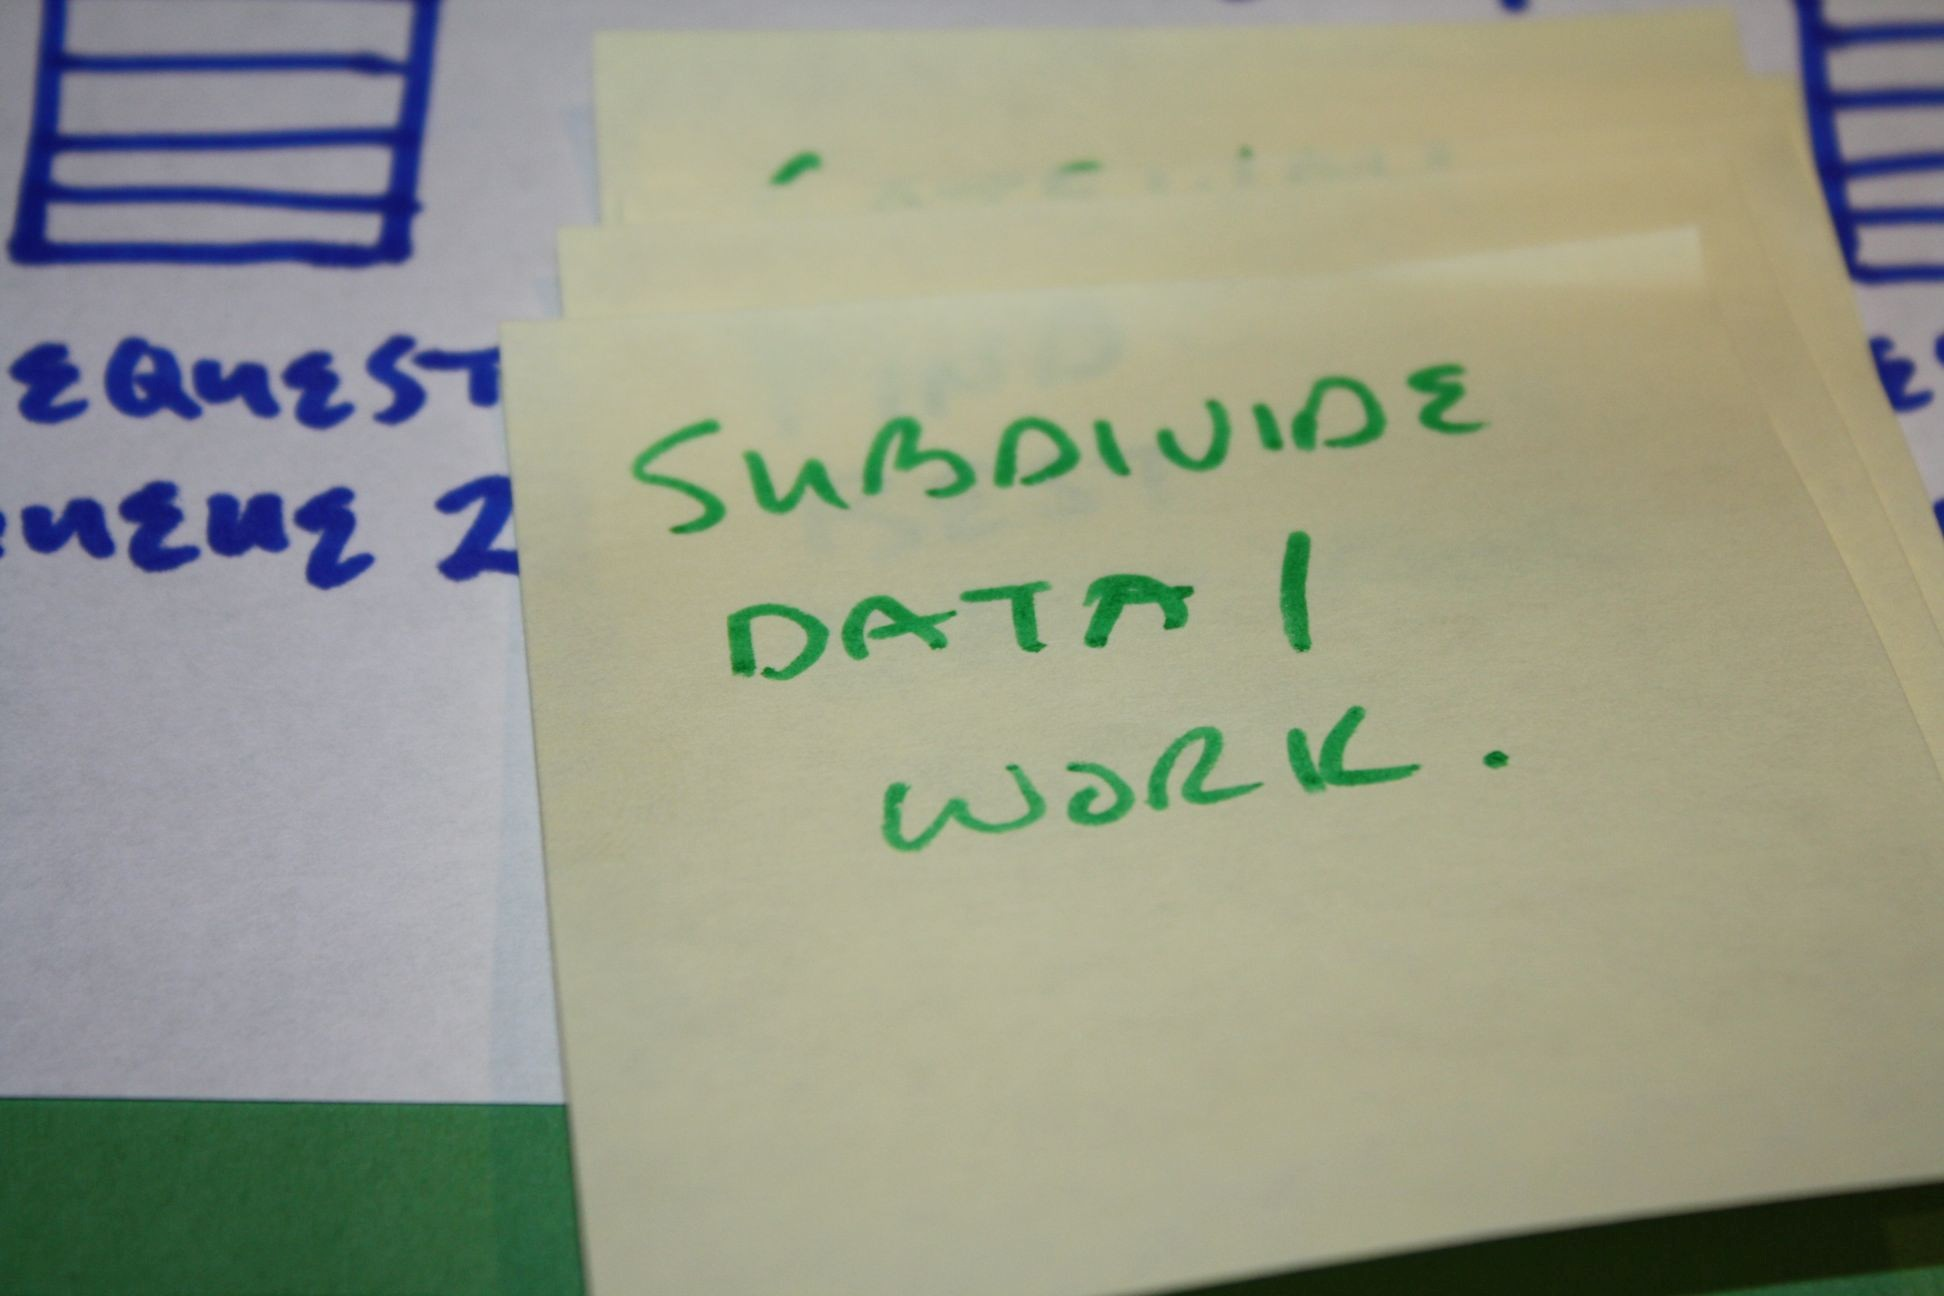 EQUEST
UEUE 2
SUBDIVIDE
DATA /
WORK.